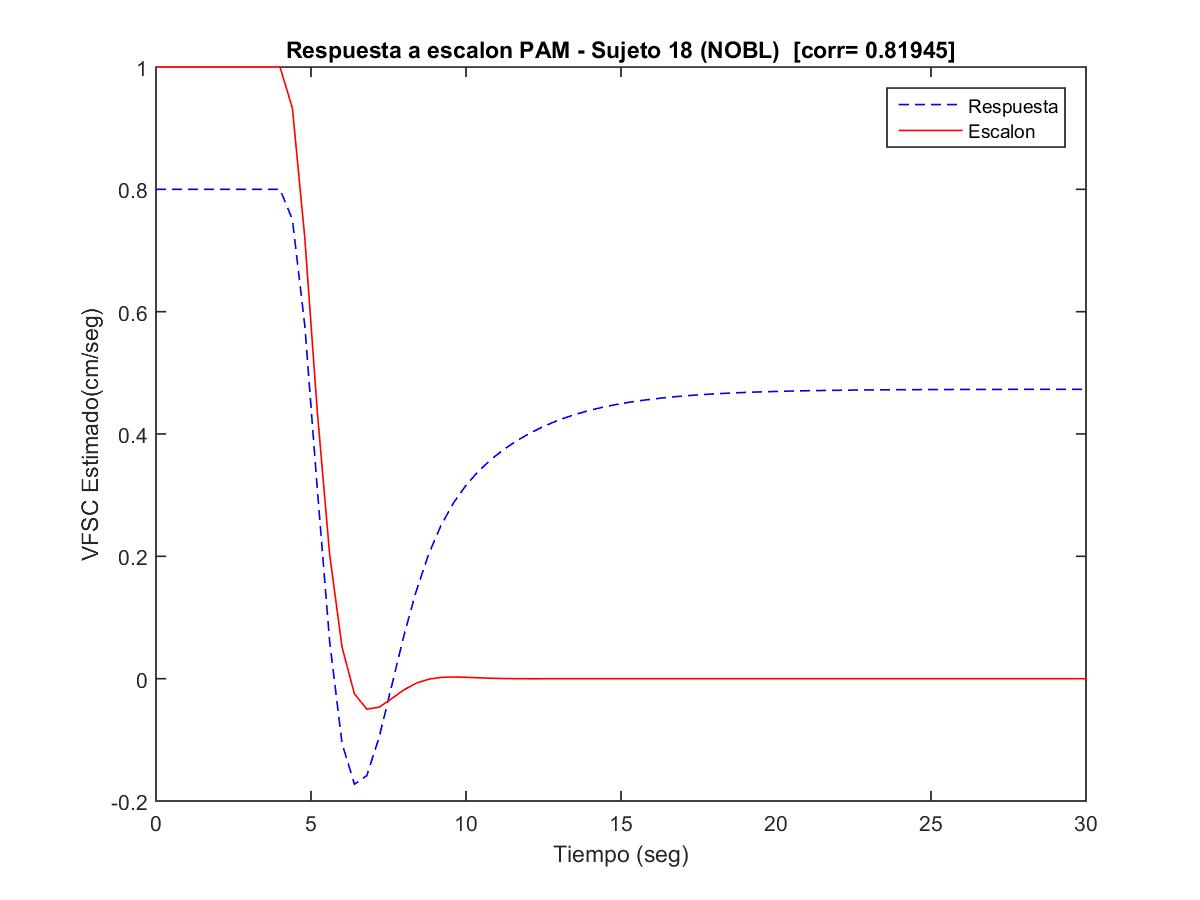 Respuesta a escalon PAM - Sujeto 18 (NOBL)  [corr= 0.81945]
Respuesta
Escalon
VFSC Estimado(cm/seg)
1
0.8
0.6
0.4
0.2
0
-0.2
0 5 10 15 20 25 30
Tiempo (seg)